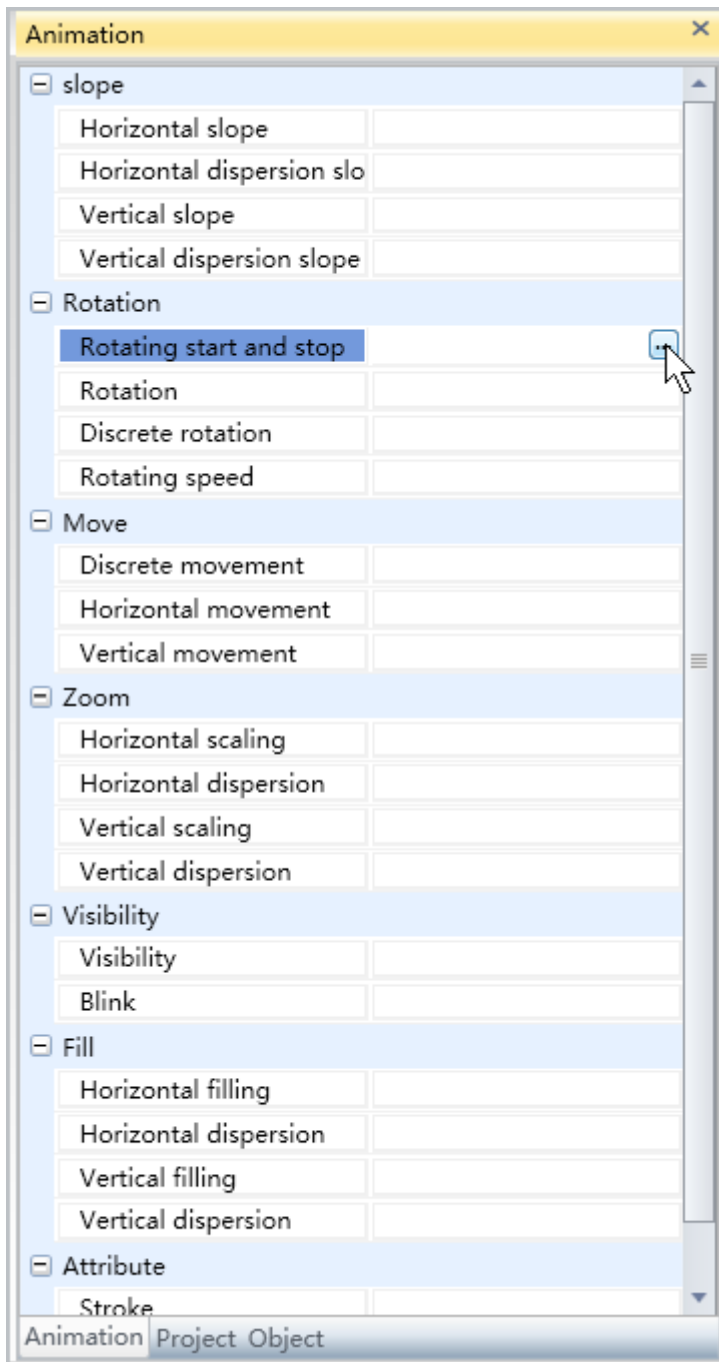 Animation
slope
Horizontal slope
Horizontal dispersion slo
Vertical slope
Vertical dispersion slope
Rotation
Rotating start and stop
Rotation
Discrete rotation
Rotating speed
Move
Discrete movement
Horizontal movement
Vertical movement
Zoom
Horizontal scaling
Horizontal dispersion
Vertical scaling
Vertical dispersion
Visibility
Visibility
Blink
Fill
Horizontal filling
Horizontal dispersion
Vertical filling
Vertical dispersion
Attribute
Stroke
Animation Project Object